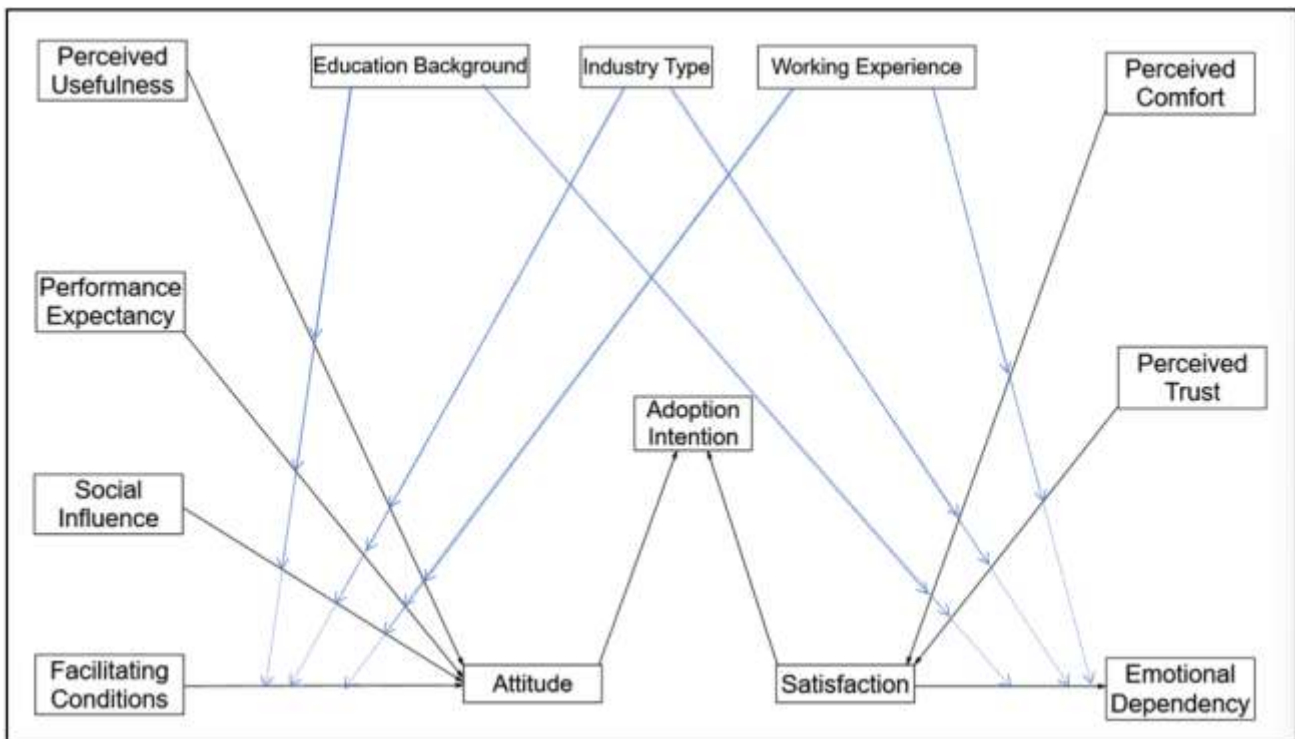 Perceived
Usefulness
Education Background
Industry Type
Working Experience
Perceived
Comfort
Performance
Expectancy
Perceived
Trust
Adoption
Intention
Social
Influence
Facilitating
Conditions
Attitude
Satisfaction
Emotional
Dependency